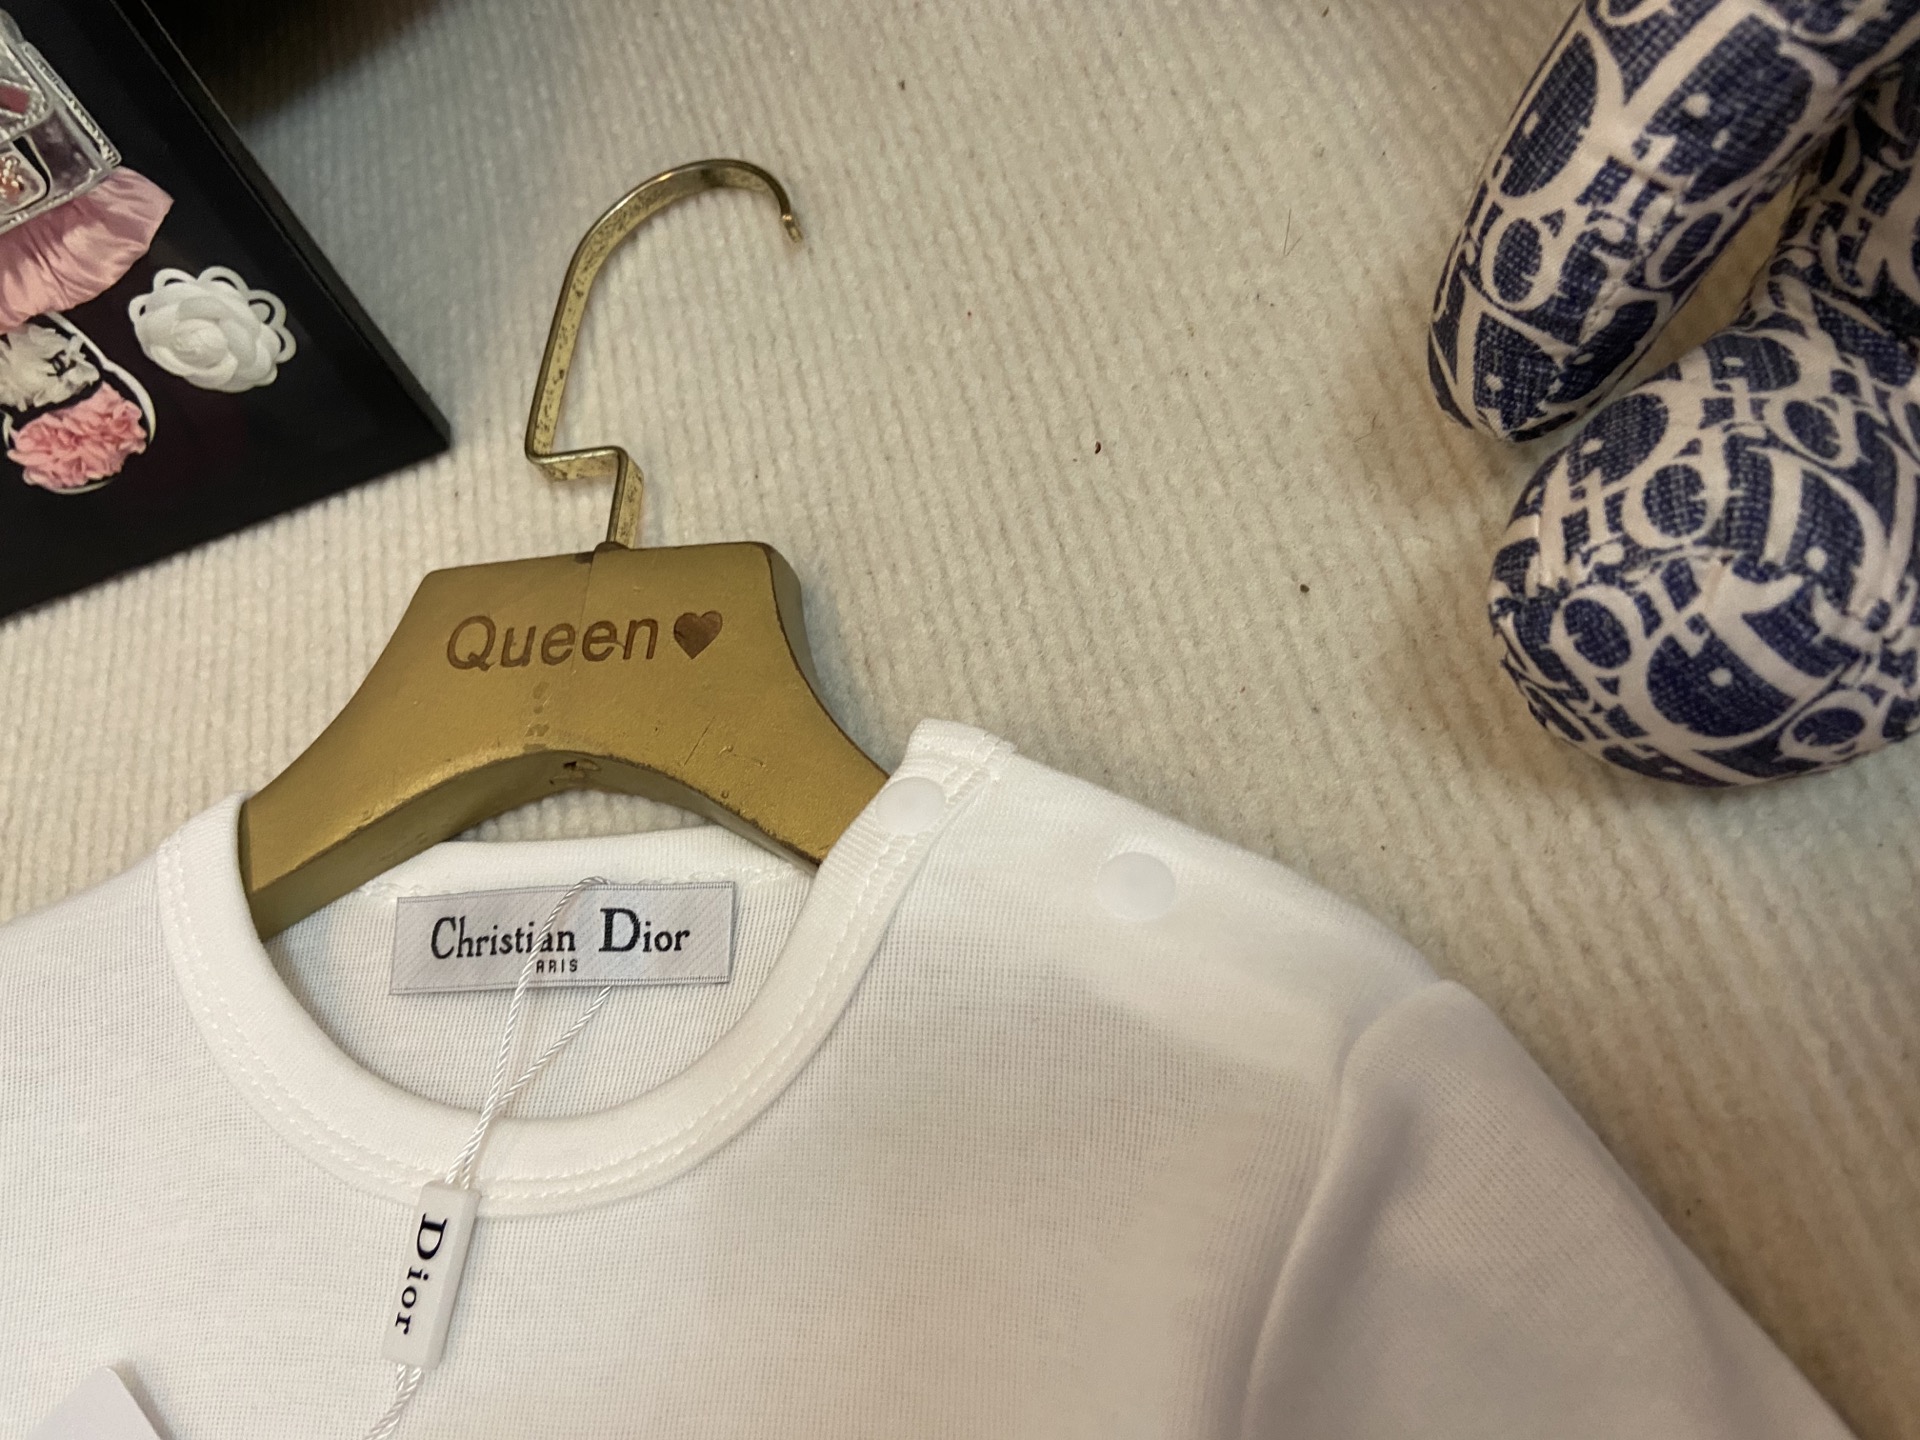 Queen
Christian Dior
ARIS
Dior